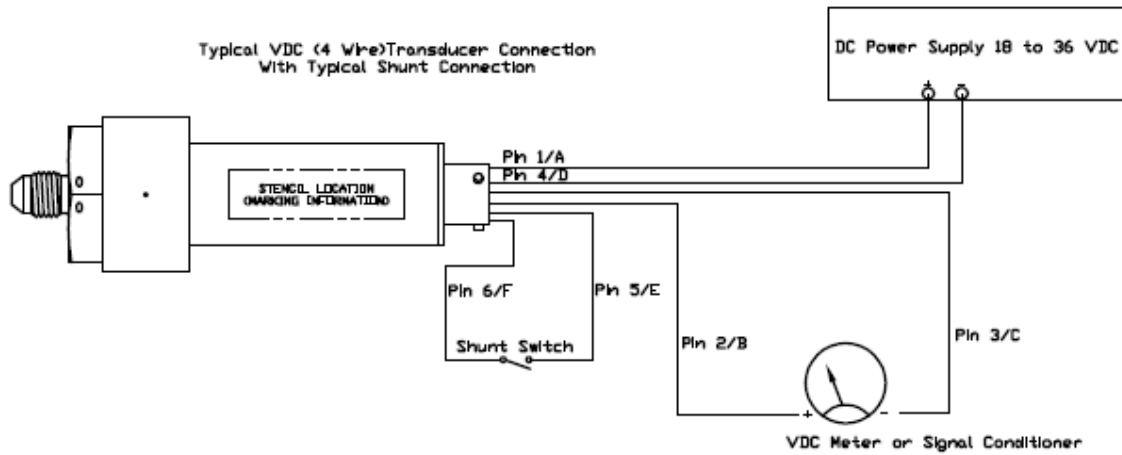 Typical VDC (4 Wire)Transducer Connection
With Typical Shunt Connection
DC Power Supply 18 to 36 VDC
+ -
Pin 1/A
Pin 4/D
STENCIL LOCATION
(MARKING INFORMATION)
Pin 6/F
Pin 5/E
Shunt Switch
Pin 2/B
Pin 3/C
+ -
VDC Meter or Signal Conditioner